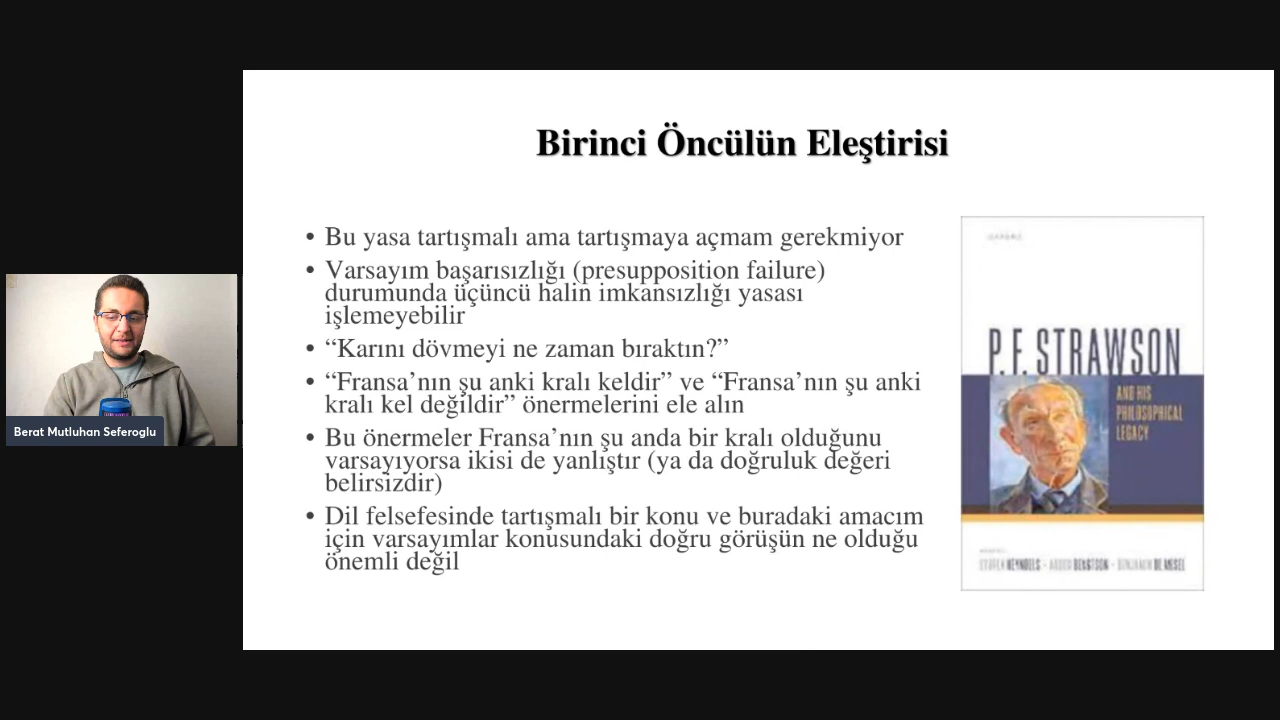 Birinci Öncülün Eleştirisi
• Bu yasa tartışmalı ama tartışmaya açmam gerekmiyor
• Varsayım başarısızlığı (presupposition failure)
durumunda üçüncü halin imkansızlığı yasası
işlemeyebilir
• “Karını dövmeyi ne zaman bıraktın?”
• “Fransa’nın şu anki kralı keldir” ve “Fransa’nın şu anki
kralı kel değildir” önermelerini ele alın
• Bu önermeler Fransa’nın şu anda bir kralı olduğunu
varsayıyorsa ikisi de yanlıştır (ya da doğruluk değeri
belirsizdir)
• Dil felsefesinde tartışmalı bir konu ve buradaki amacım
için varsayımlar konusundaki doğru görüşün ne olduğu
önemli değil
P. F. STRAWSON
AND HIS
PHILOSOPHICAL
LEGACY
Berat Mutluhan Seferoglu